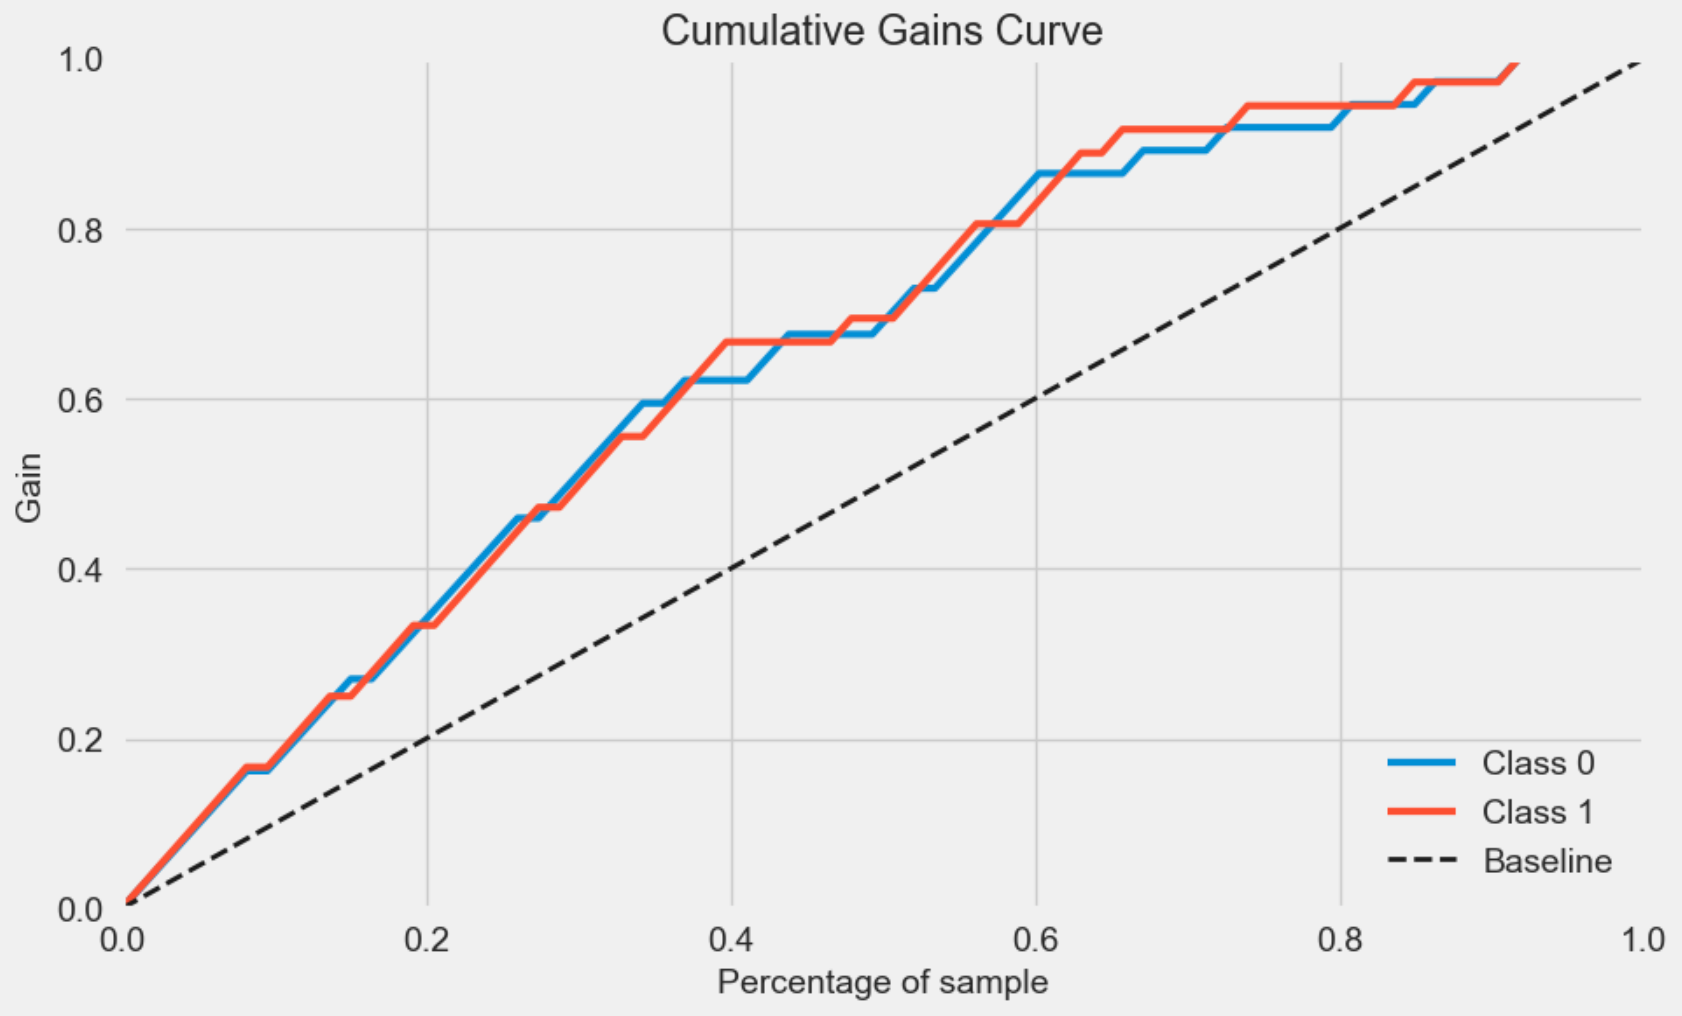 Cumulative Gains Curve
1.0
0.8
0.6
0.4
0.2
0.0
Gain
0.0 0.2 0.4 0.6 0.8 1.0
Percentage of sample
Class 0
Class 1
Baseline